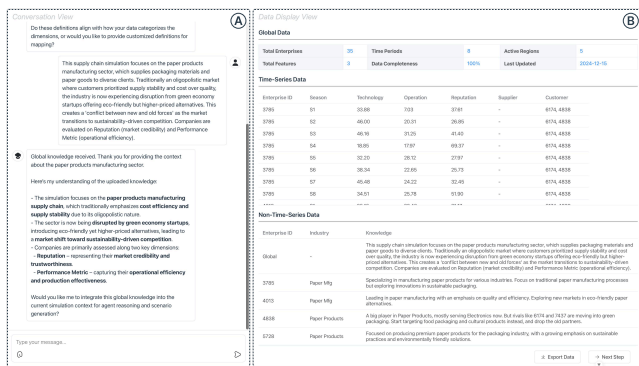 Conversation View
A
Do these definitions align with how your data categorizes the
dimensions, or would you like to provide customized definitions for
mapping?
This supply chain simulation focuses on the paper products
manufacturing sector, which supplies packaging materials and
paper goods to diverse clients. Traditionally an oligopolistic market
where customers prioritized supply stability and cost over quality,
the industry is now experiencing disruption from green economy
startups offering eco-friendly but higher-priced alternatives. This
creates a 'conflict between new and old forces' as the market
transitions to sustainability-driven competition. Companies are
evaluated on Reputation (market credibility) and Performance
Metric (operational efficiency).
Global knowledge received. Thank you for providing the context
about the paper products manufacturing sector.
Here's my understanding of the uploaded knowledge:
- The simulation focuses on the paper products manufacturing
supply chain, which traditionally emphasizes cost efficiency and
supply stability due to its oligopolistic nature.
- The sector is now being disrupted by green economy startups,
introducing eco-friendly yet higher-priced alternatives, leading to
a market shift toward sustainability-driven competition.
- Companies are primarily assessed along two key dimensions:
- Reputation – representing their market credibility and
trustworthiness.
- Performance Metric – capturing their operational efficiency
and production effectiveness.
Would you like me to integrate this global knowledge into the
current simulation context for agent reasoning and scenario
generation?
Type your message...
Data Display View
B
Global Data
Total Enterprises 35 Time Periods 8 Active Regions 5
Total Features 3 Data Completeness 100% Last Updated 2024-12-15
Time-Series Data
Enterprise ID Season Technology Operation Reputation Supplier Customer
3785 S1 33.86 7.03 37.61 - 6174, 4838
3785 S2 46.00 20.31 26.85 - 6174, 4838
3785 S3 46.16 31.25 41.40 - 6174, 4838
3785 S4 18.85 17.97 69.37 - 6174, 4838
3785 S5 32.20 28.12 27.97 - 6174, 4838
3785 S6 38.34 22.65 25.73 - 6174, 4838
3785 S7 45.48 24.22 32.45 - 6174, 4838
3785 S8 34.51 25.78 51.90 - 6174, 4838
Non-Time-Series Data
Enterprise ID Industry Knowledge
Global - This supply chain simulation focuses on the paper products manufacturing sector, which supplies packaging materials and
paper goods to diverse clients. Traditionally an oligopolistic market where customers prioritized supply stability and cost
over quality, the industry is now experiencing disruption from green economy startups offering eco-friendly but higher-
priced alternatives. This creates a 'conflict between new and old forces' as the market transitions to sustainability-driven
competition. Companies are evaluated on Reputation (market credibility) and Performance Metric (operational efficiency).
3785 Paper Mfg Specializing in manufacturing paper products for various industries. Focus on traditional paper manufacturing processes
but exploring innovations in sustainable packaging.
4013 Paper Mfg Leading in paper manufacturing with an emphasis on quality and efficiency. Exploring new markets in eco-friendly paper
alternatives.
4838 Paper Products A big player in Paper Products, mostly serving Electronics now. But rivals like 6174 and 7437 are moving into green
packaging. Start targeting food packaging and cultural products instead, and drop the old partners.
5728 Paper Products Focused on producing premium paper products for the packaging industry, with a growing emphasis on sustainable
practices and environmentally friendly solutions.
Export Data
Next Step